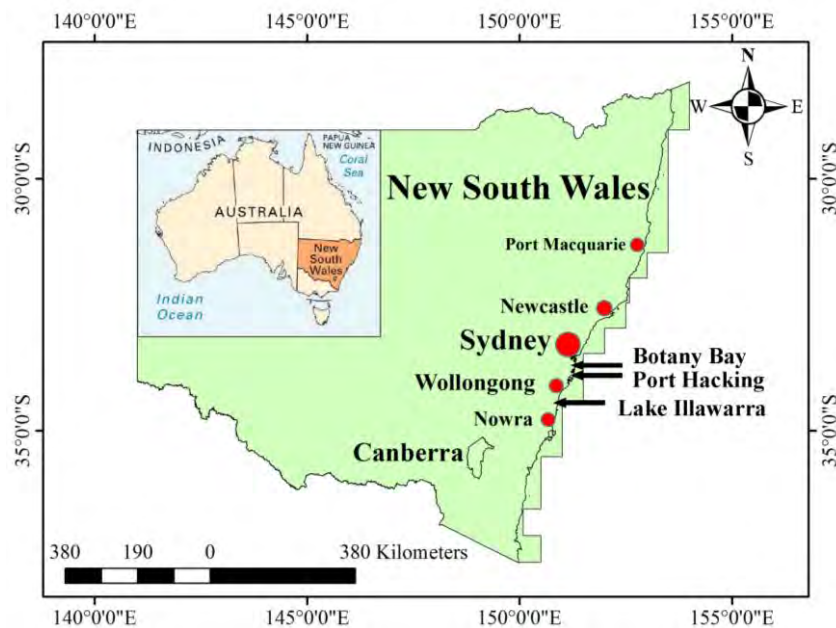 140°0'0"E 145°0'0"E 150°0'0"E 155°0'0"E
N
W E
S
30°0'0"S
30°0'0"S
35°0'0"S
35°0'0"S
INDONESIA
PAPUA
NEW GUINEA
Coral
Sea
AUSTRALIA
New
South
Wales
Indian
Ocean
New South Wales
Port Macquarie
Newcastle
Sydney
Botany Bay
Port Hacking
Wollongong
Lake Illawarra
Nowra
Canberra
380 190 0 380 Kilometers
140°0'0"E 145°0'0"E 150°0'0"E 155°0'0"E